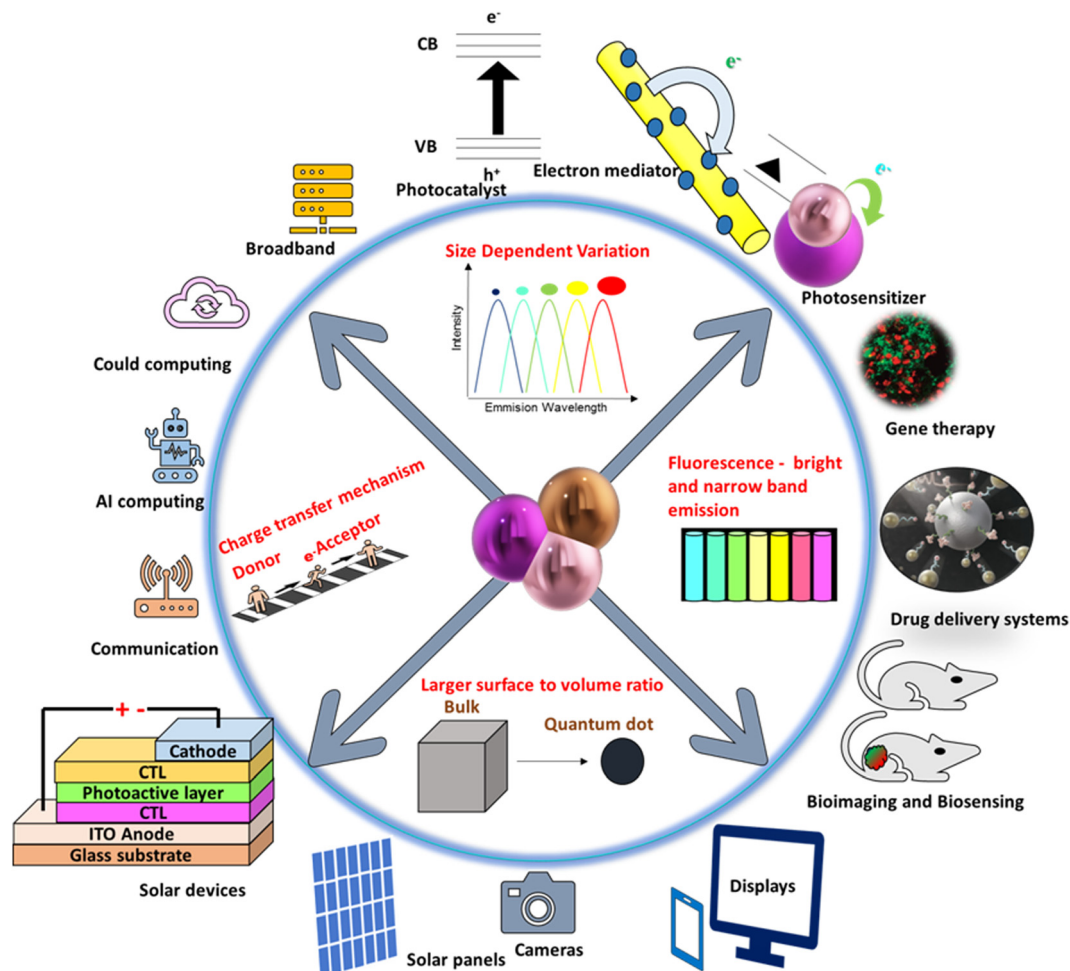 e-
CB
VB
h+
Photocatalyst
e-
Electron mediator
e-
Photosensitizer
Broadband
Could computing
AI computing
Communication
Size Dependent Variation
Intensity
Emmision Wavelength
Gene therapy
Fluorescence - bright
and narrow band
emission
Charge transfer mechanism
Donor
e-
Acceptor
Drug delivery systems
Larger surface to volume ratio
Bulk
Quantum dot
Bioimaging and Biosensing
+ -
Cathode
CTL
Photoactive layer
CTL
ITO Anode
Glass substrate
Solar devices
Solar panels
Cameras
Displays